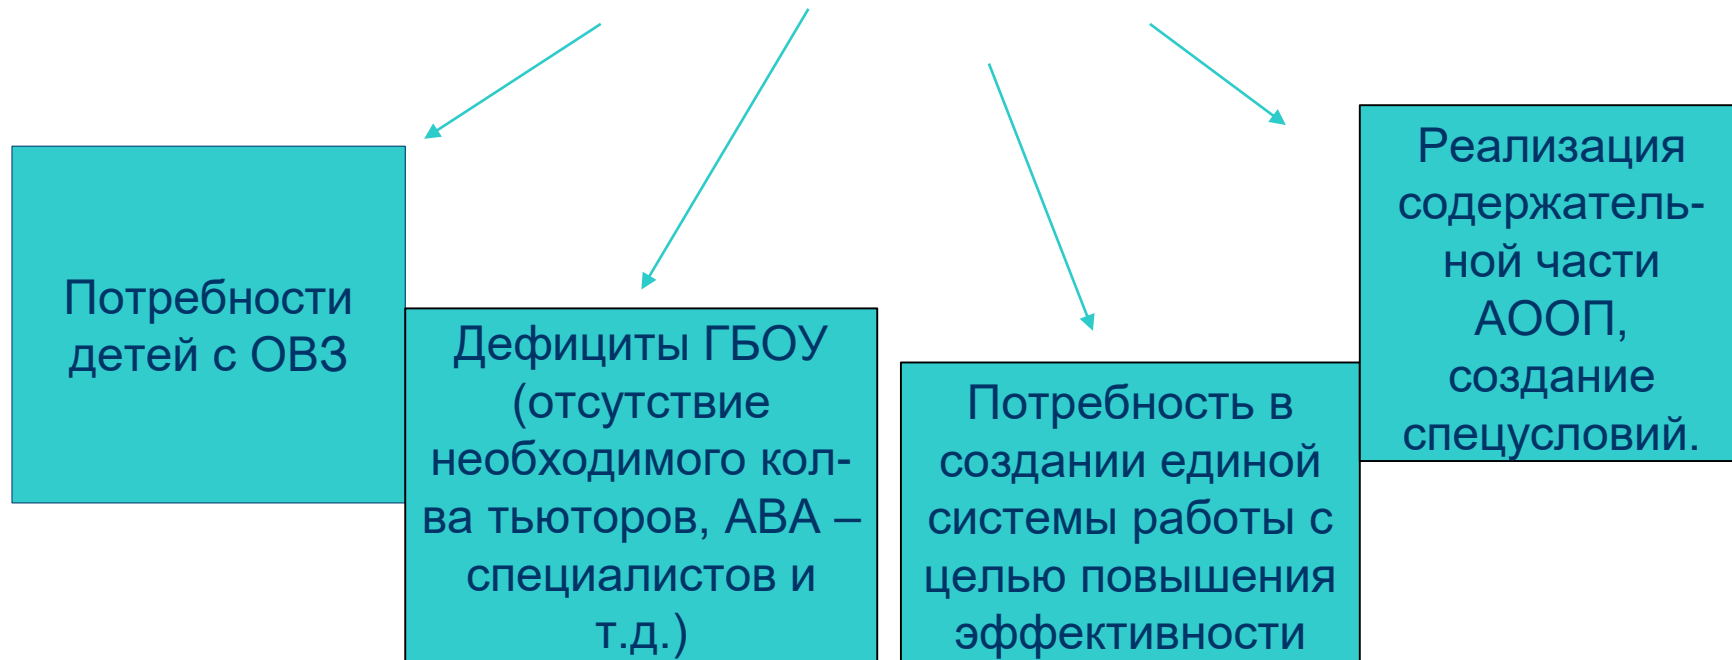 Потребности
детей с ОВЗ
Дефициты ГБОУ
(отсутствие
необходимого кол-
ва тьюторов, АВА –
специалистов и
т.д.)
Потребность в
создании единой
системы работы с
целью повышения
эффективности
Реализация
содержатель-
ной части
АООП,
создание
спецусловий.